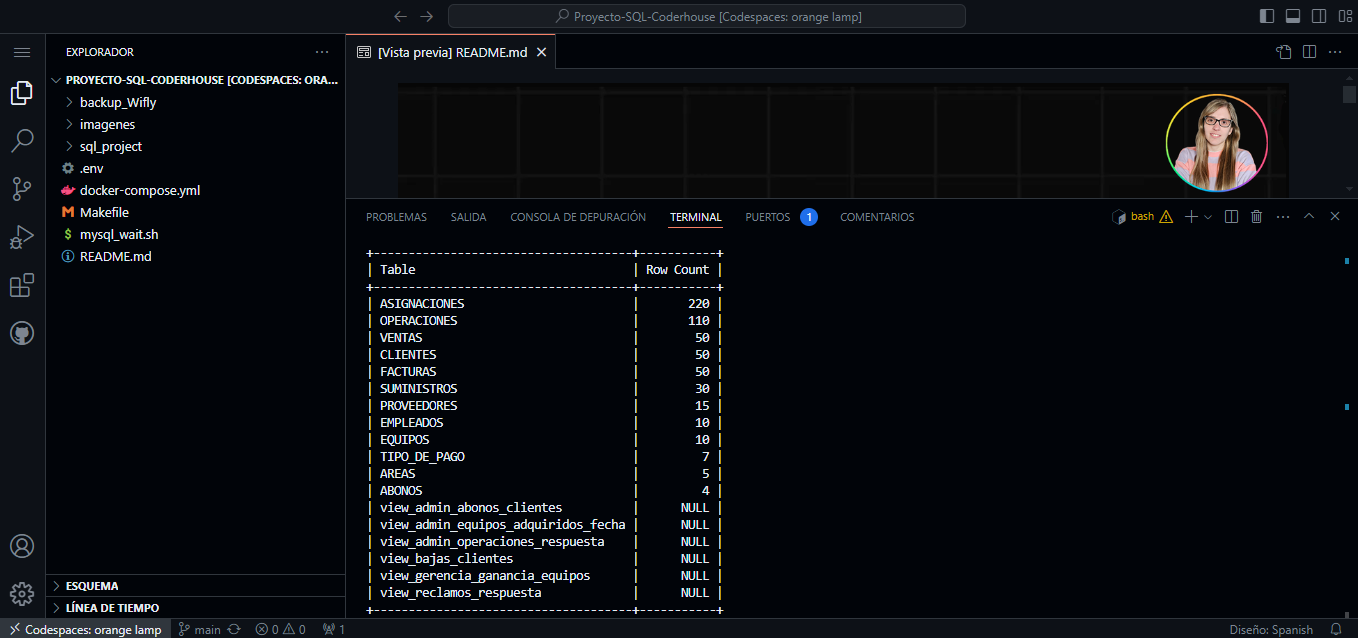 Proyecto-SQL-Coderhouse [Codespaces: orange lamp]
EXPLORADOR
PROYECTO-SQL-CODERHOUSE [CODESPACES: ORA...
backup_Wifly
imagenes
sql_project
.env
docker-compose.yml
Makefile
mysql_wait.sh
README.md
ESQUEMA
LÍNEA DE TIEMPO
[Vista previa] README.md
PROBLEMAS SALIDA CONSOLA DE DEPURACIÓN TERMINAL PUERTOS 1 COMENTARIOS bash
+----------------------------------+-----------+
| Table | Row Count |
+----------------------------------+-----------+
| ASIGNACIONES | 220 |
| OPERACIONES | 110 |
| VENTAS | 50 |
| CLIENTES | 50 |
| FACTURAS | 50 |
| SUMINISTROS | 30 |
| PROVEEDORES | 15 |
| EMPLEADOS | 10 |
| EQUIPOS | 10 |
| TIPO_DE_PAGO | 7 |
| AREAS | 5 |
| ABONOS | 4 |
| view_admin_abonos_clientes | NULL |
| view_admin_equipos_adquiridos_fecha | NULL |
| view_admin_operaciones_respuesta | NULL |
| view_bajas_clientes | NULL |
| view_gerencia_ganancia_equipos | NULL |
| view_reclamos_respuesta | NULL |
+----------------------------------+-----------+
Codespaces: orange lamp main 0 0 1 Diseño: Spanish